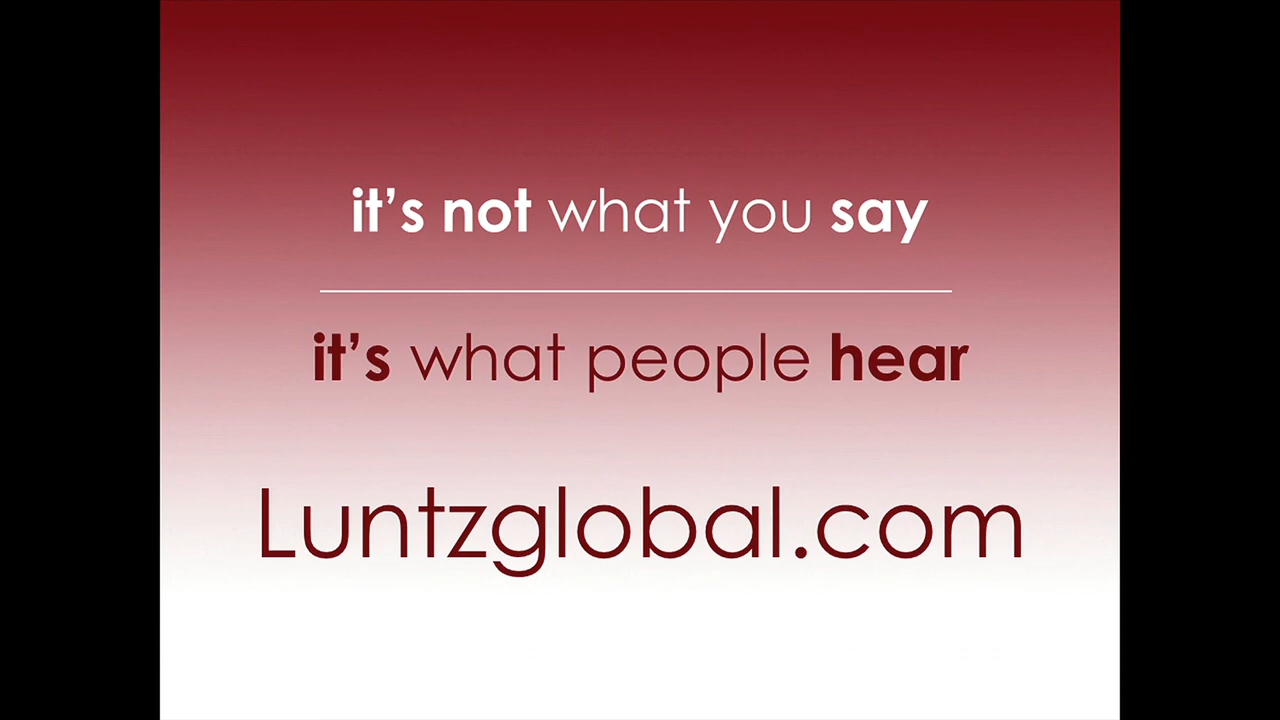 it’s not what you say
it’s what people hear
Luntzglobal.com